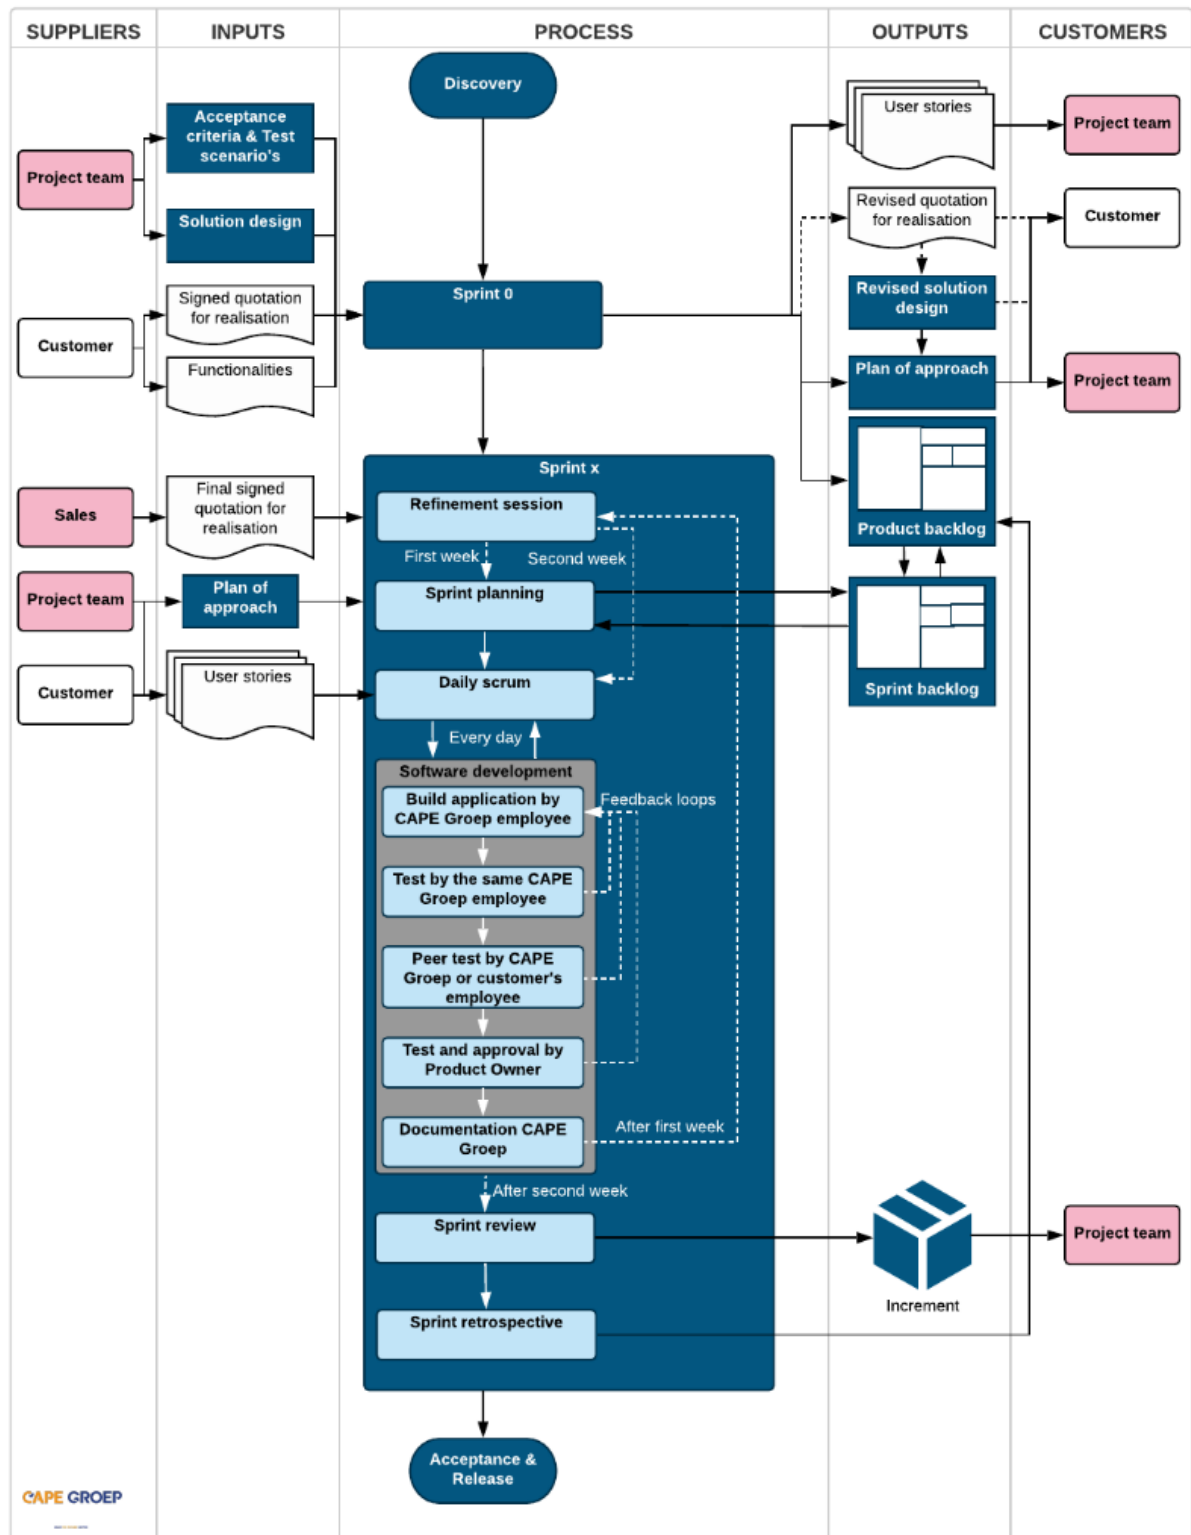 SUPPLIERS
INPUTS
PROCESS
OUTPUTS
CUSTOMERS
Discovery
Acceptance
criteria & Test
scenario's
Project team
Solution design
Signed quotation
for realisation
Customer
Functionalities
Sprint 0
User stories
Project team
Revised quotation
for realisation
Customer
Revised solution
design
Plan of approach
Project team
Product backlog
Sprint backlog
Sales
Final signed
quotation for
realisation
Project team
Plan of
approach
Customer
User stories
Sprint x
Refinement session
First week
Second week
Sprint planning
Daily scrum
Every day
Software development
Feedback loops
Build application by
CAPE Groep employee
Test by the same CAPE
Groep employee
Peer test by CAPE
Groep or customer's
employee
Test and approval by
Product Owner
Documentation CAPE
Groep
After first week
After second week
Sprint review
Increment
Project team
Sprint retrospective
Acceptance &
Release
CAPE GROEP